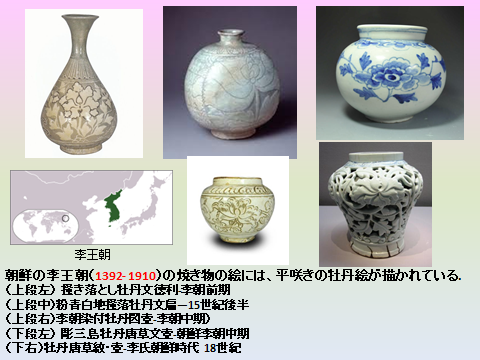 李王朝
朝鮮の李王朝(1392-1910)の焼き物の絵には、平咲きの牡丹絵が描かれている.
(上段左) 掻き落とし牡丹文徳利-李朝前期
(上段中)粉青白地掻落牡丹文扁―15世紀後半
(上段右)李朝染付牡丹図壷-李朝中期)
(下段左) 彫三島牡丹唐草文壷-朝鮮李朝中期
(下右)牡丹唐草紋・壷-李氏朝鮮時代 18世紀